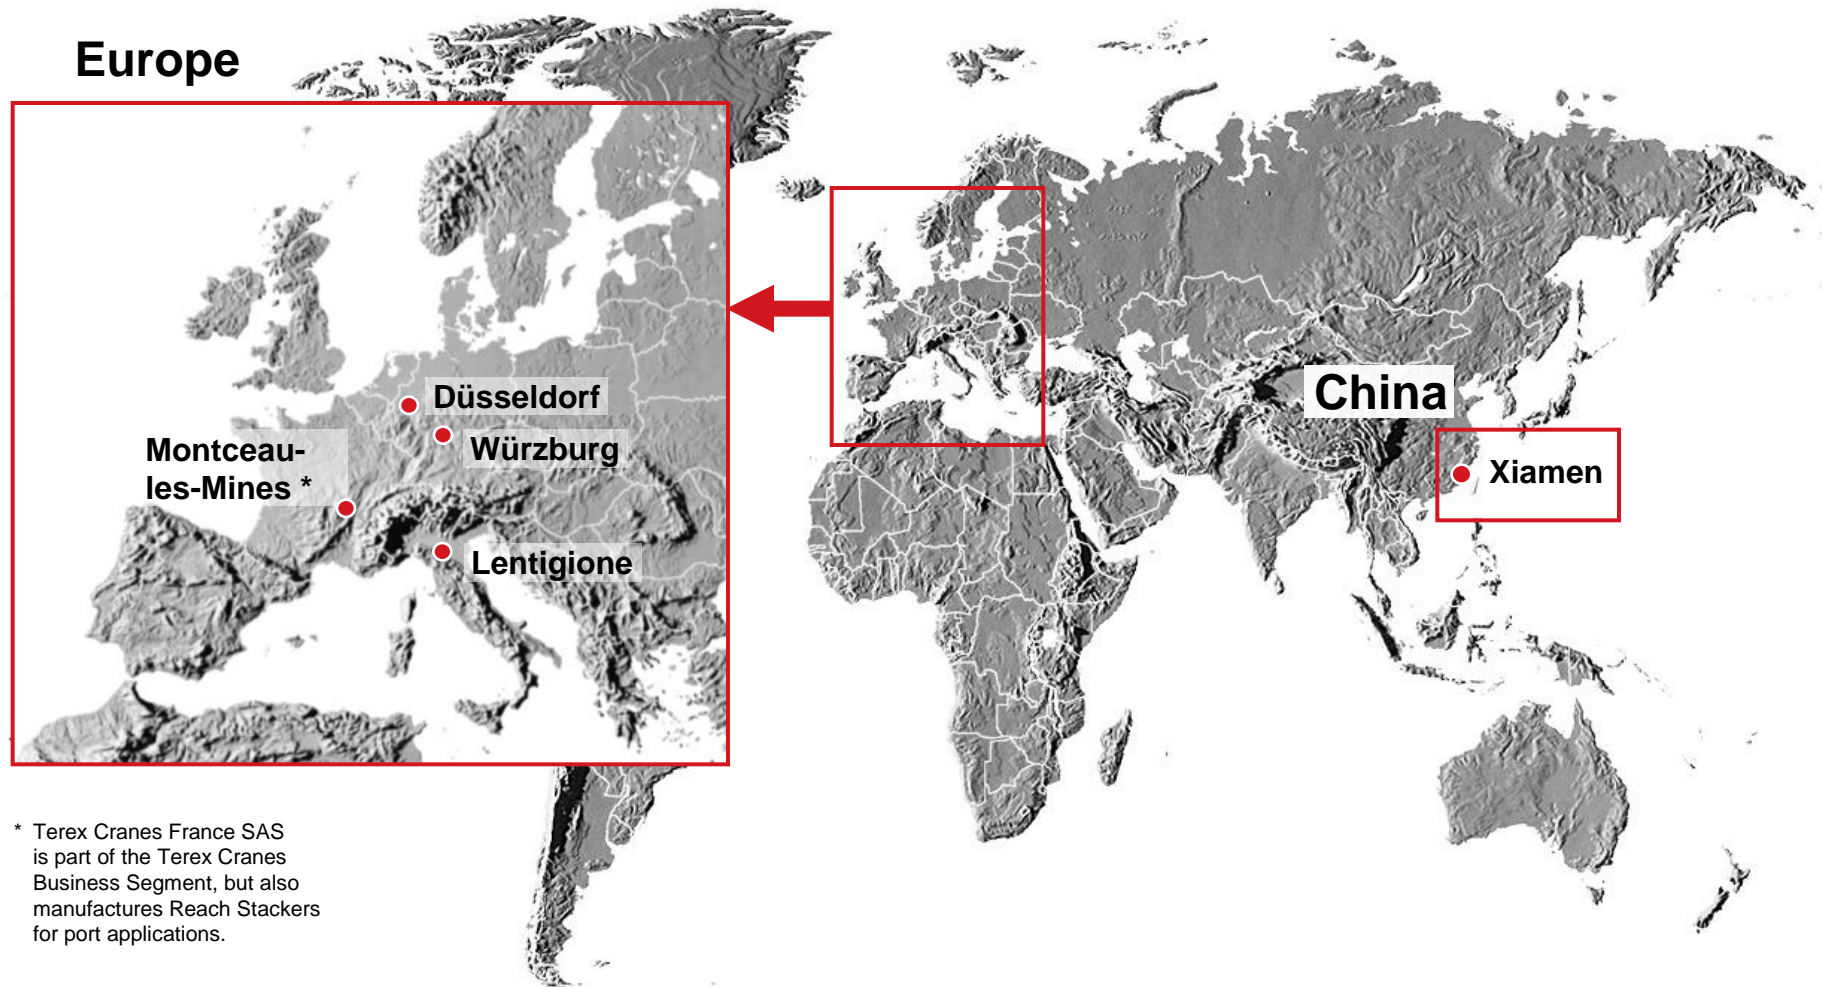 Europe
Düsseldorf
Würzburg
Montceau-
les-Mines *
Lentigione
China
Xiamen
* Terex Cranes France SAS
is part of the Terex Cranes
Business Segment, but also
manufactures Reach Stackers
for port applications.